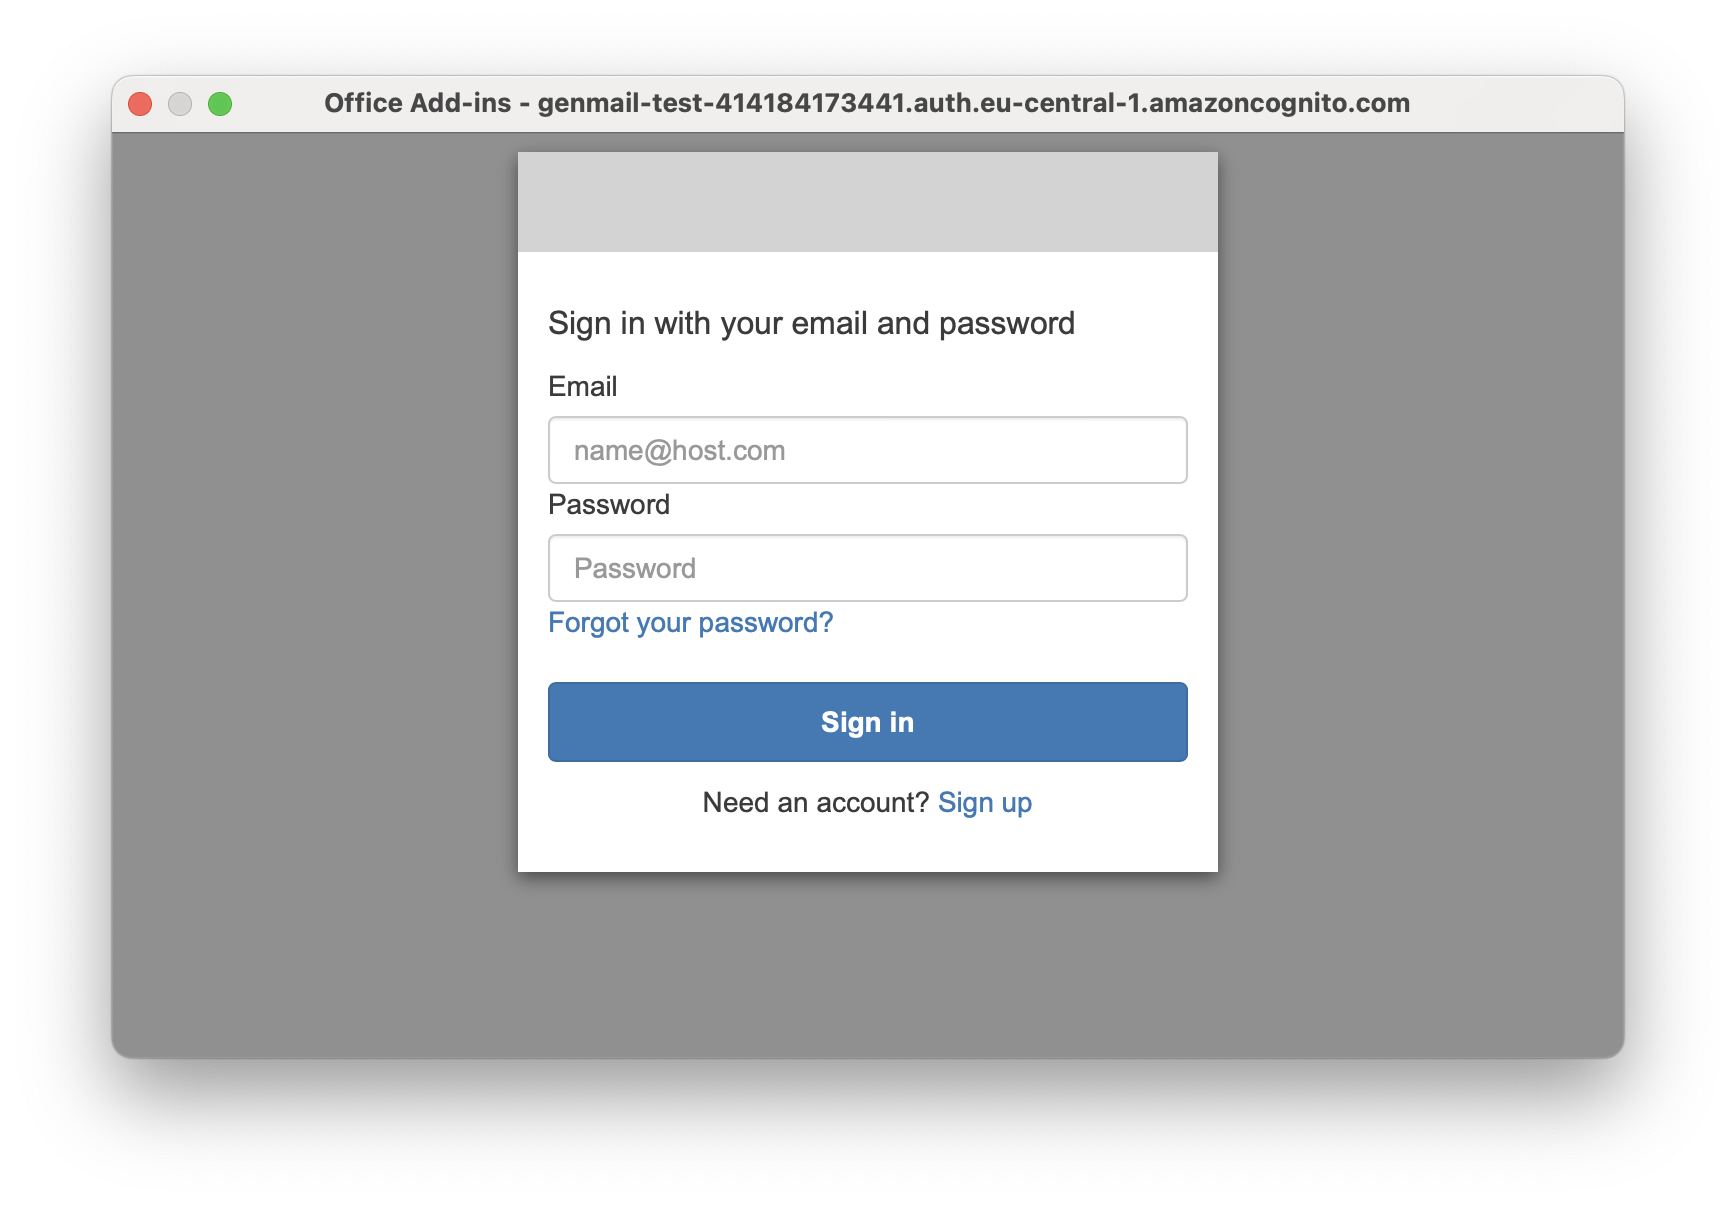 Office Add-ins - genmail-test-414184173441.auth.eu-central-1.amazoncognito.com
Sign in with your email and password
Email
name@host.com
Password
Password
Forgot your password?
Sign in
Need an account? Sign up